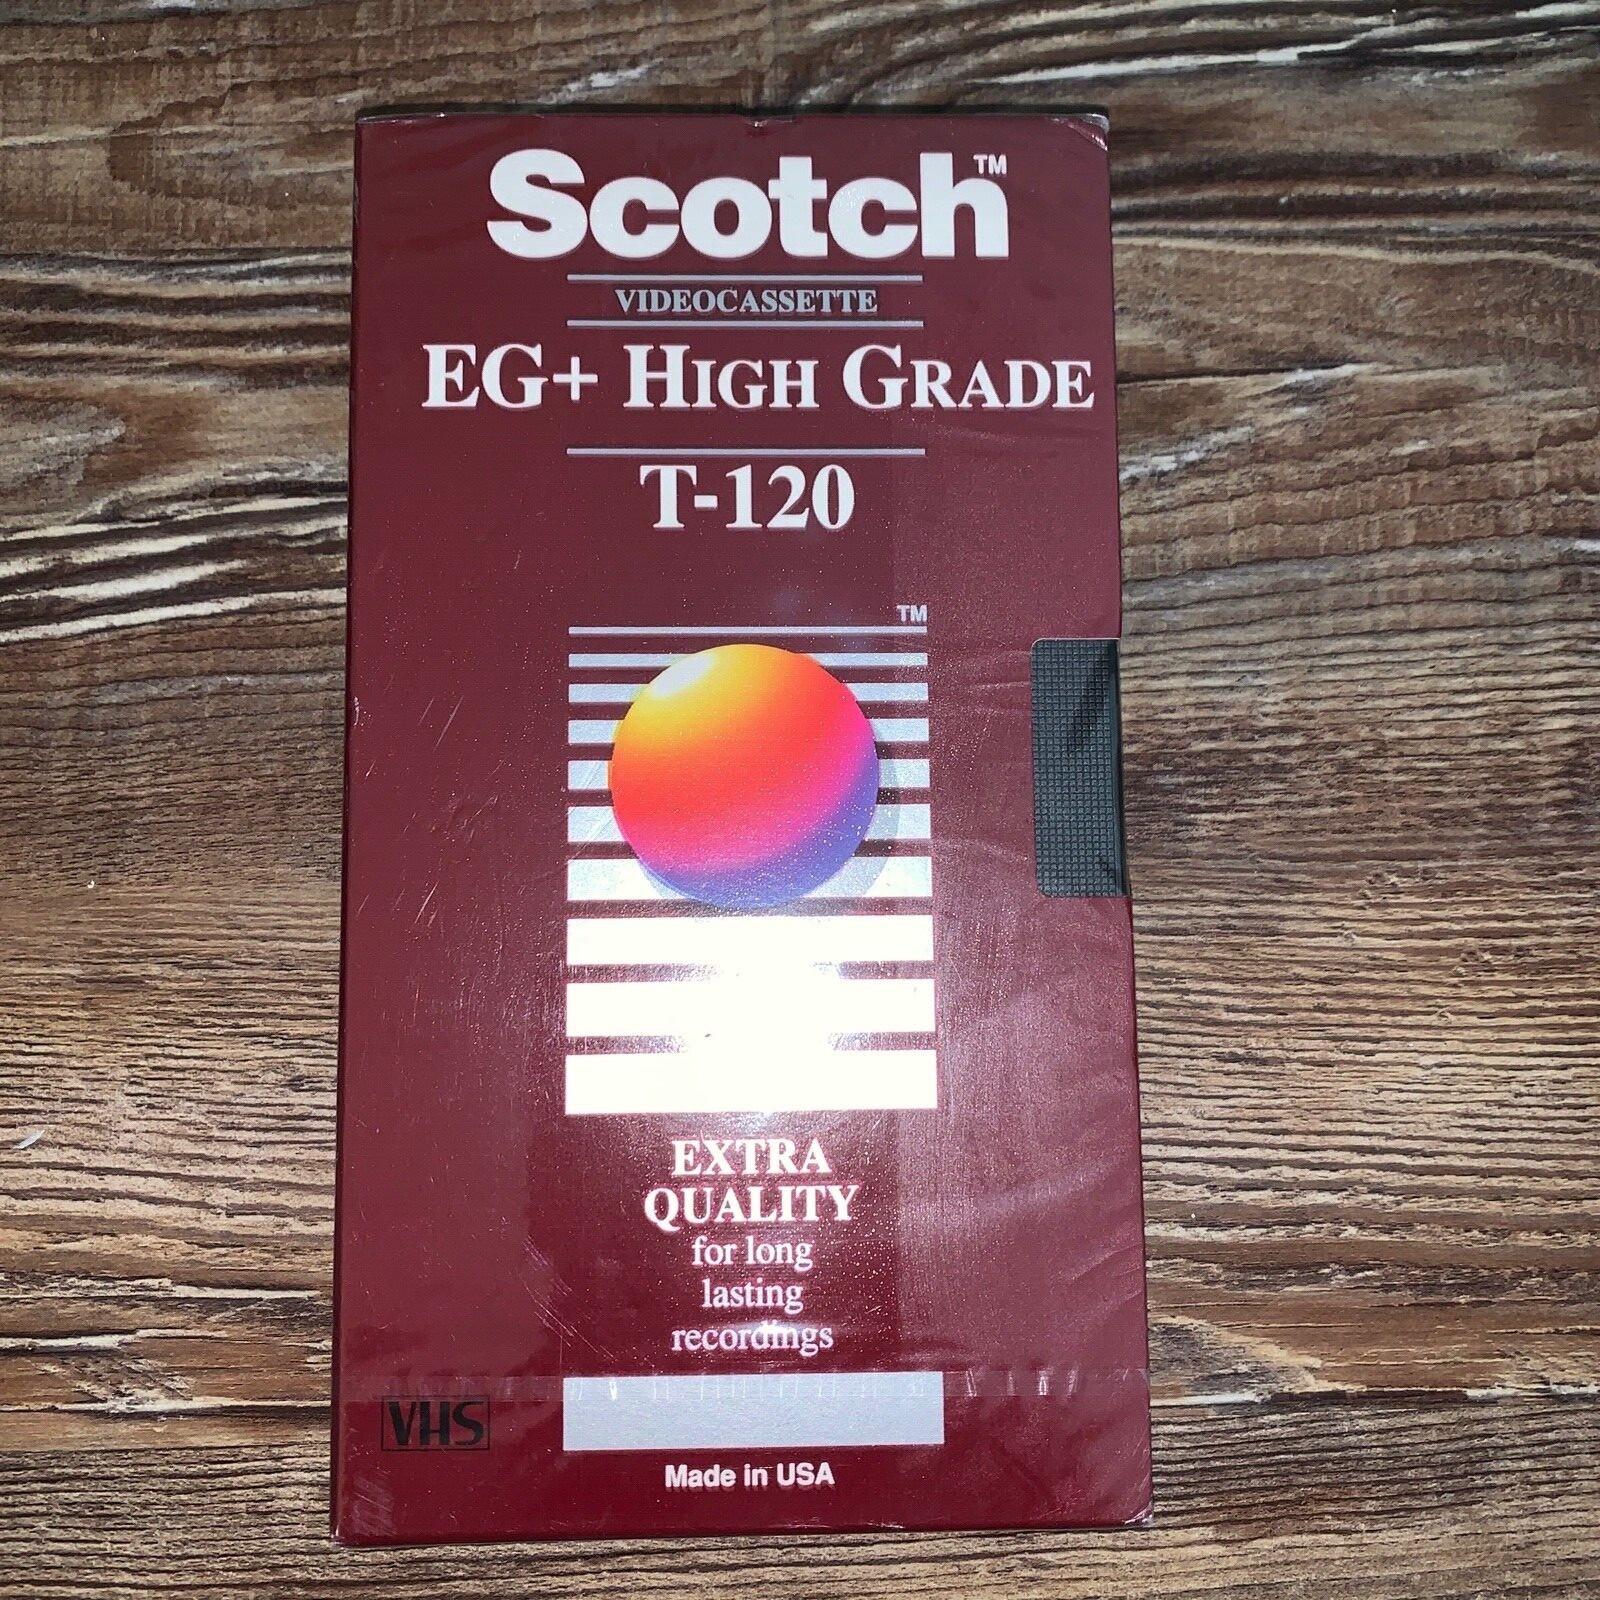 Scotch™
VIDEOCASSETTE
EG+ HIGH GRADE
T-120
TM
EXTRA
QUALITY
for long
lasting
recordings
VHS
Made in USA